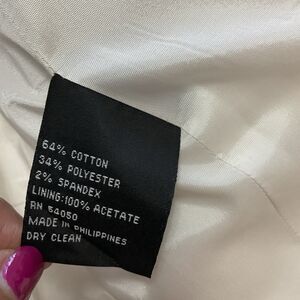 64% COTTON
34% POLYESTER
2% SPANDEX
LINING:100% ACETATE
RN 54050
MADE IN PHILIPPINES
DRY CLEAN